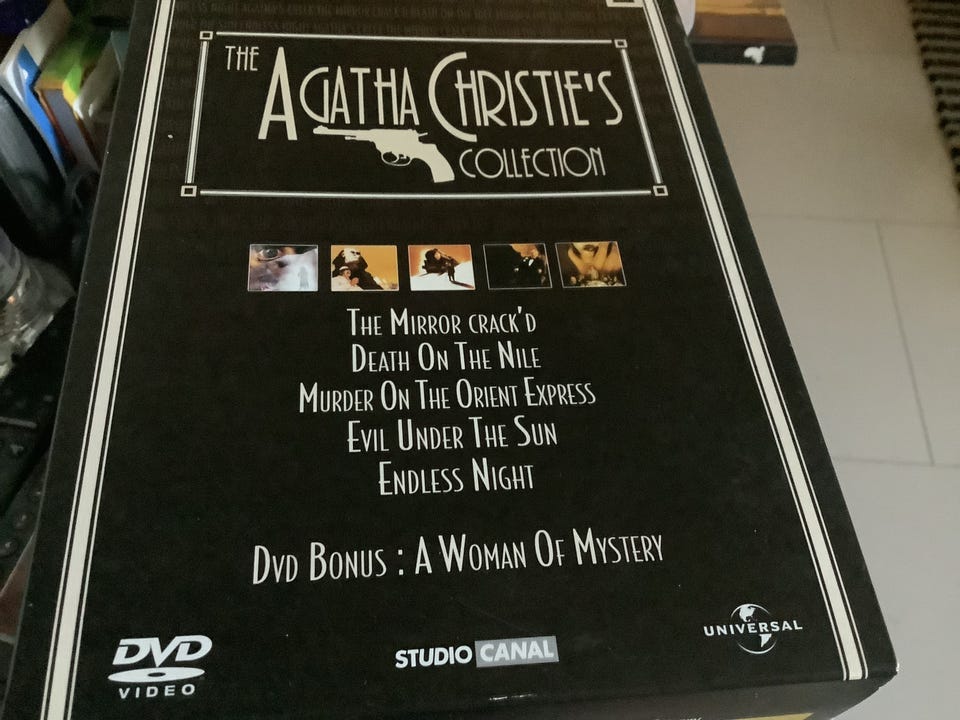 THE
AGATHA CHRISTIE'S
COLLECTION
THE MIRROR CRACK'D
DEATH ON THE NILE
MURDER ON THE ORIENT EXPRESS
EVIL UNDER THE SUN
ENDLESS NIGHT
DVD BONUS : A WOMAN OF MYSTERY
DVD
VIDEO
STUDIO CANAL
UNIVERSAL